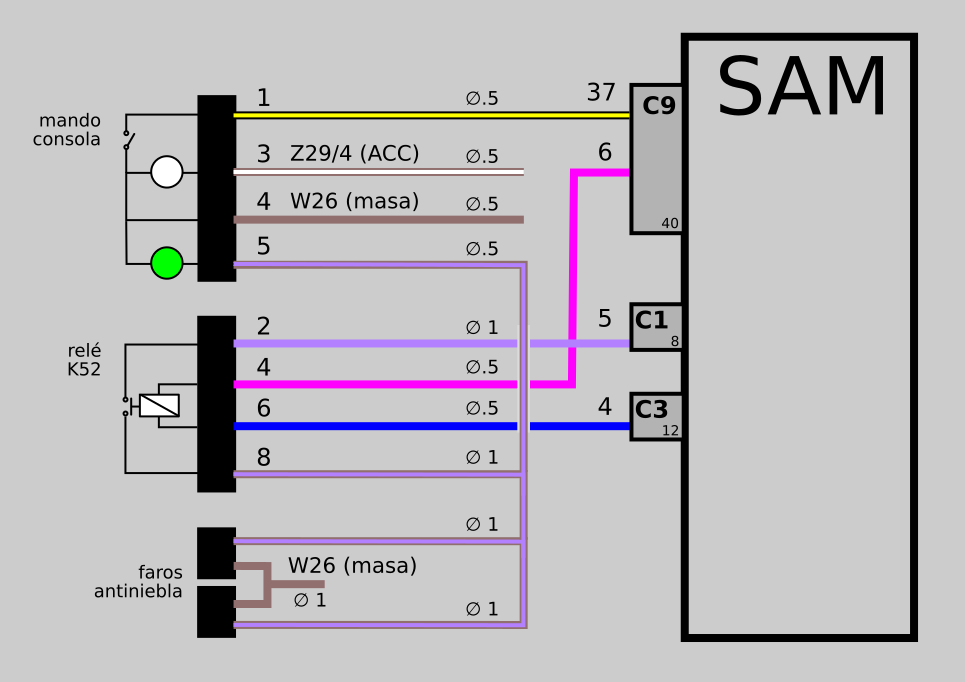 SAM
1
∅.5
37
C9
mando
consola
3
Z29/4 (ACC)
∅.5
6
4
W26 (masa)
∅.5
40
5
∅.5
2
∅ 1
5
C1
8
relé
K52
4
∅.5
6
∅.5
4
C3
12
8
∅ 1
∅ 1
faros
antiniebla
W26 (masa)
∅ 1
∅ 1